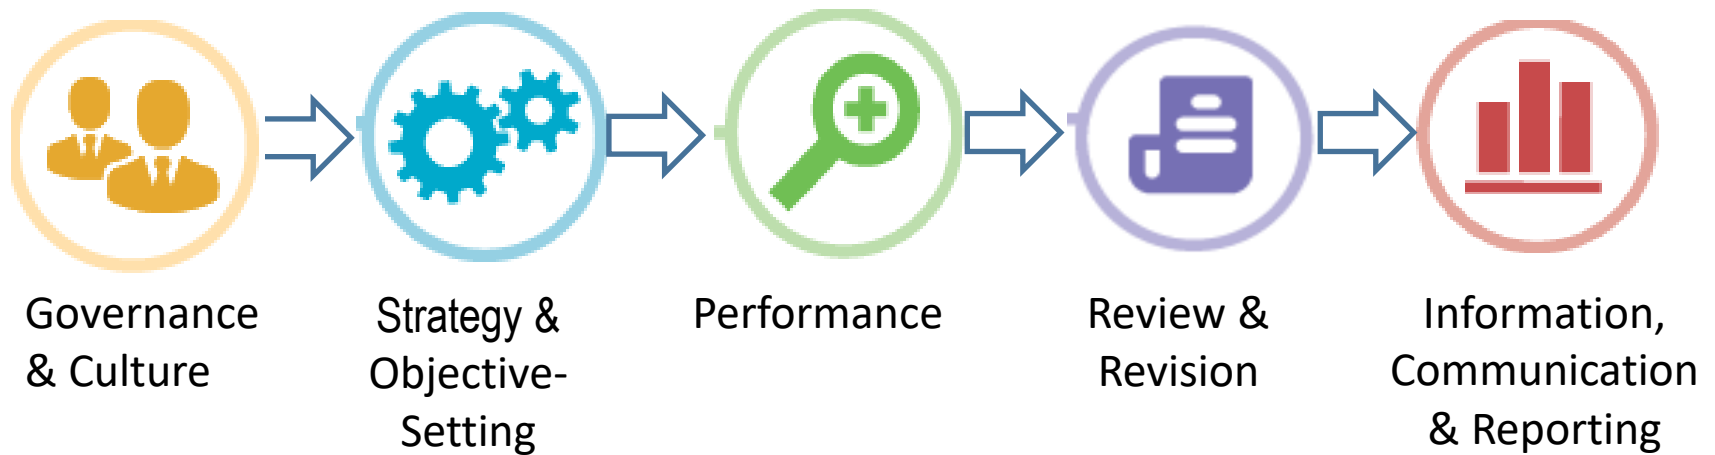 Governance
& Culture
Strategy &
Objective-
Setting
Performance
Review &
Revision
Information,
Communication
& Reporting